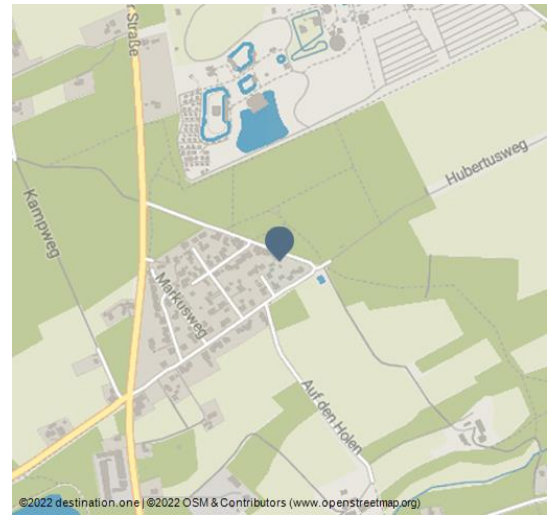 r Straße
Hubertusweg
Kampweg
Markusweg
Auf den Holen
©2022 destination.one | ©2022 OSM & Contributors (www.openstreetmap.org)